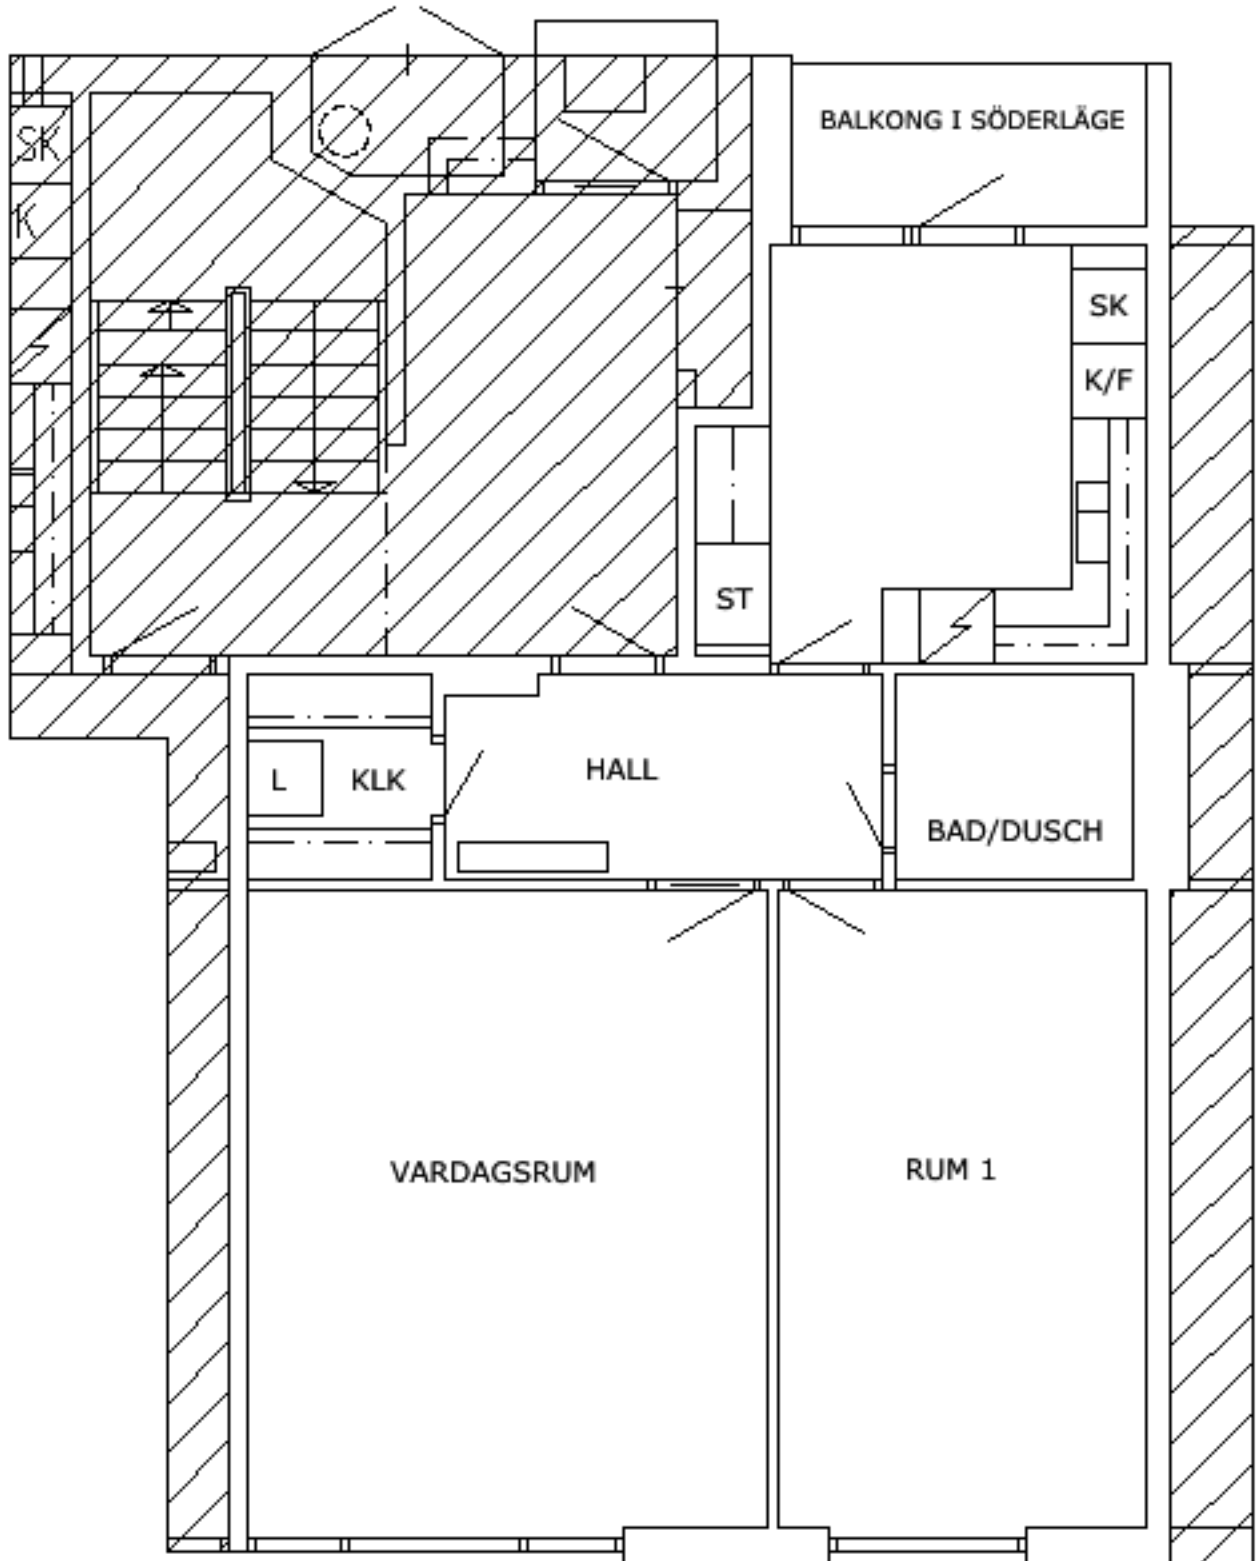 BALKONG I SÖDERLÄGE
SK
K
SK
K/F
ST
L
KLK
HALL
BAD/DUSCH
VARDAGSRUM
RUM 1